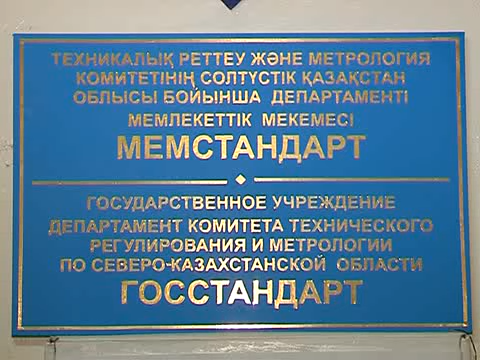 ТЕХНИКАЛЫҚ РЕТТЕУ ЖӘНЕ МЕТРОЛОГИЯ
КОМИТЕТІНІҢ СОЛТҮСТІК ҚАЗАҚСТАН
ОБЛЫСЫ БОЙЫНША ДЕПАРТАМЕНТІ
МЕМЛЕКЕТТІК МЕКЕМЕСІ
МЕМСТАНДАРТ
ГОСУДАРСТВЕННОЕ УЧРЕЖДЕНИЕ
ДЕПАРТАМЕНТ КОМИТЕТА ТЕХНИЧЕСКОГО
РЕГУЛИРОВАНИЯ И МЕТРОЛОГИИ
ПО СЕВЕРО-КАЗАХСТАНСКОЙ ОБЛАСТИ
ГОССТАНДАРТ